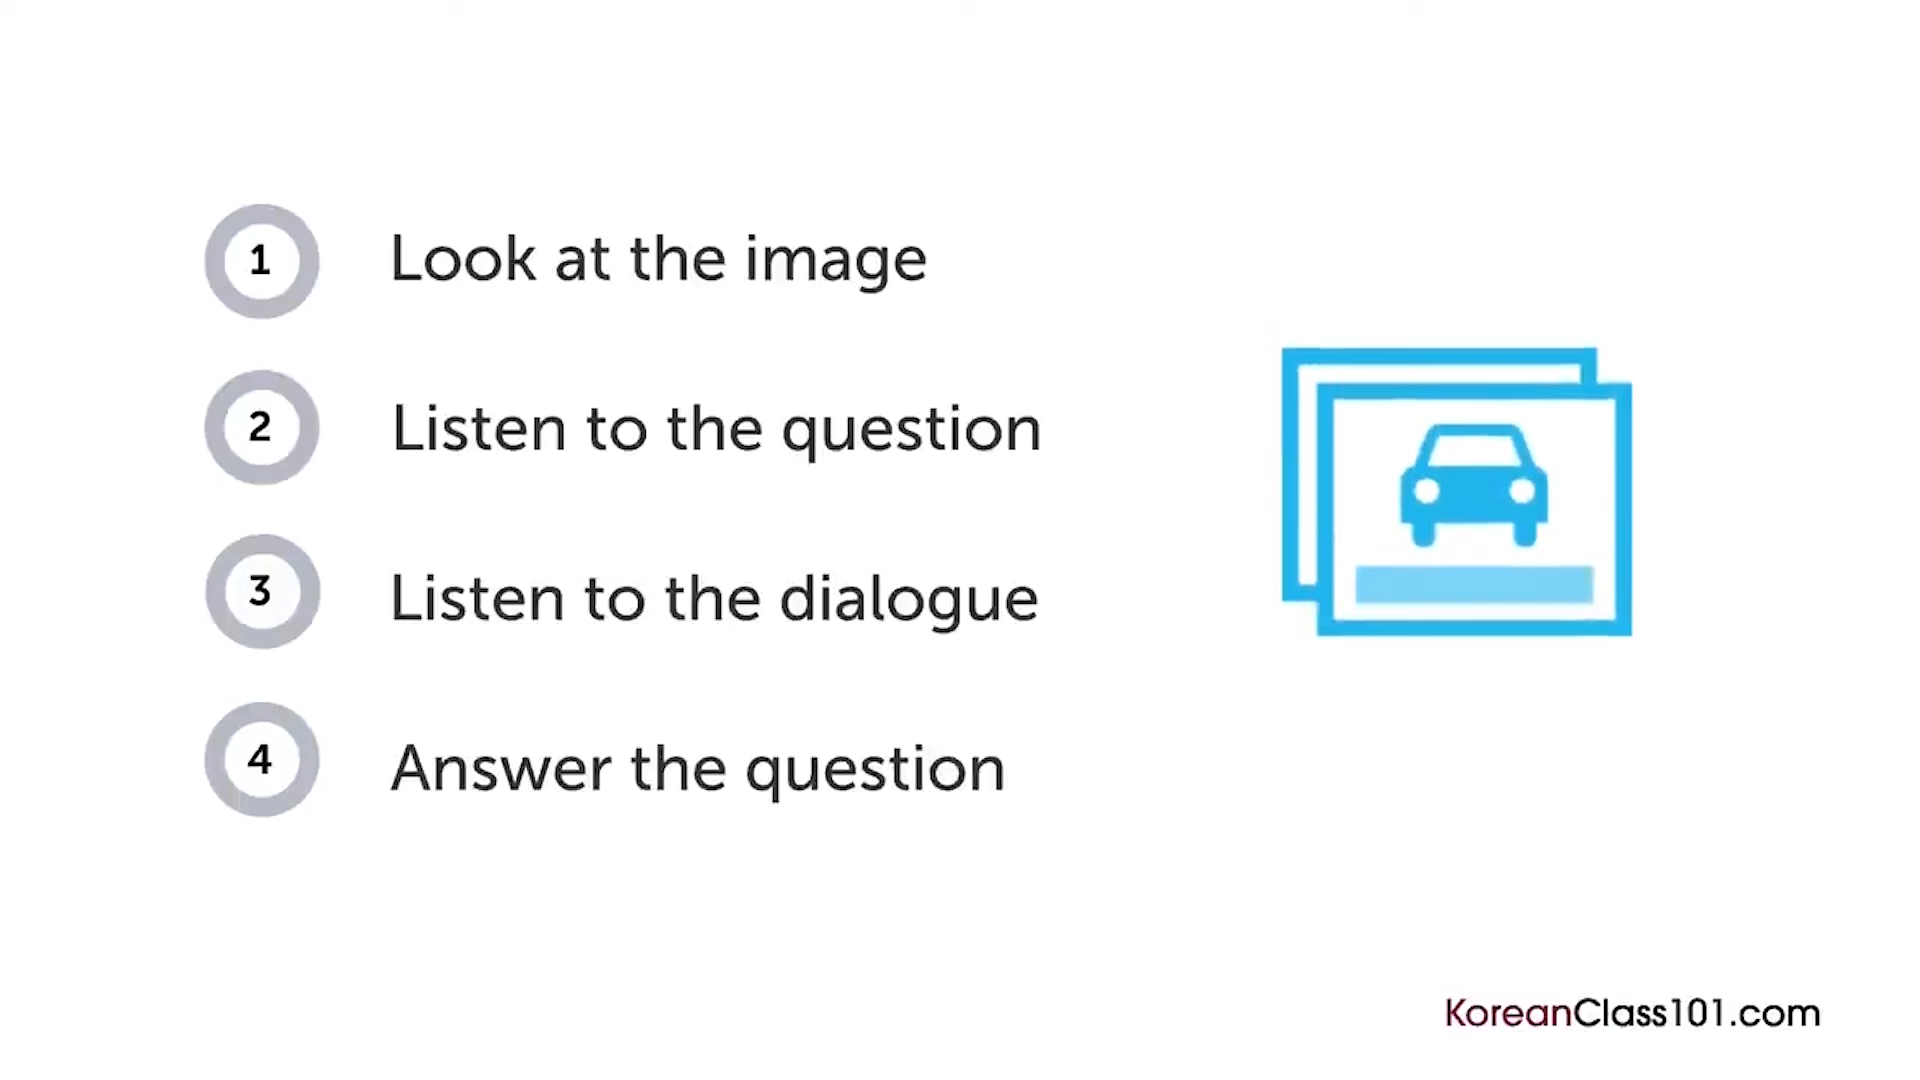 1 Look at the image
2 Listen to the question
3 Listen to the dialogue
4 Answer the question
KoreanClass101.com